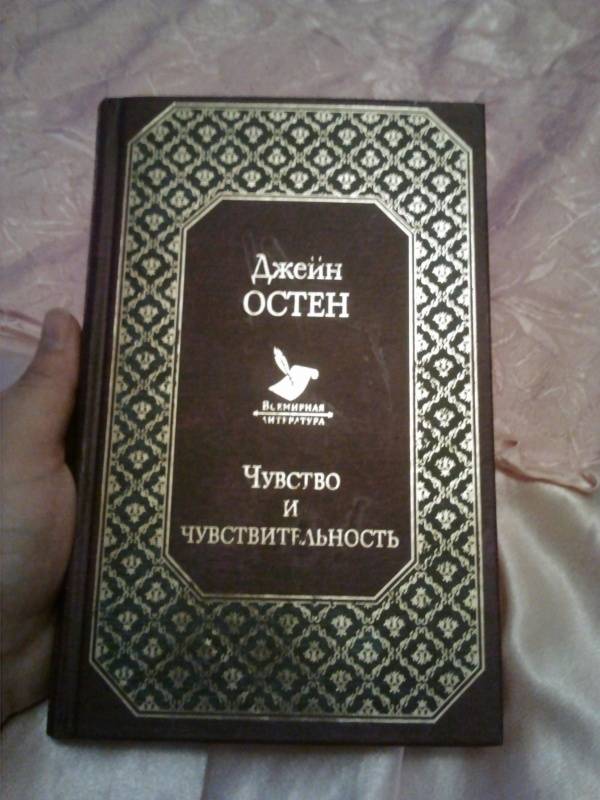 Джейн
ОСТЕН
ВСЕМИРНАЯ
ЛИТЕРАТУРА
ЧУВСТВО
И
ЧУВСТВИТЕЛЬНОСТЬ